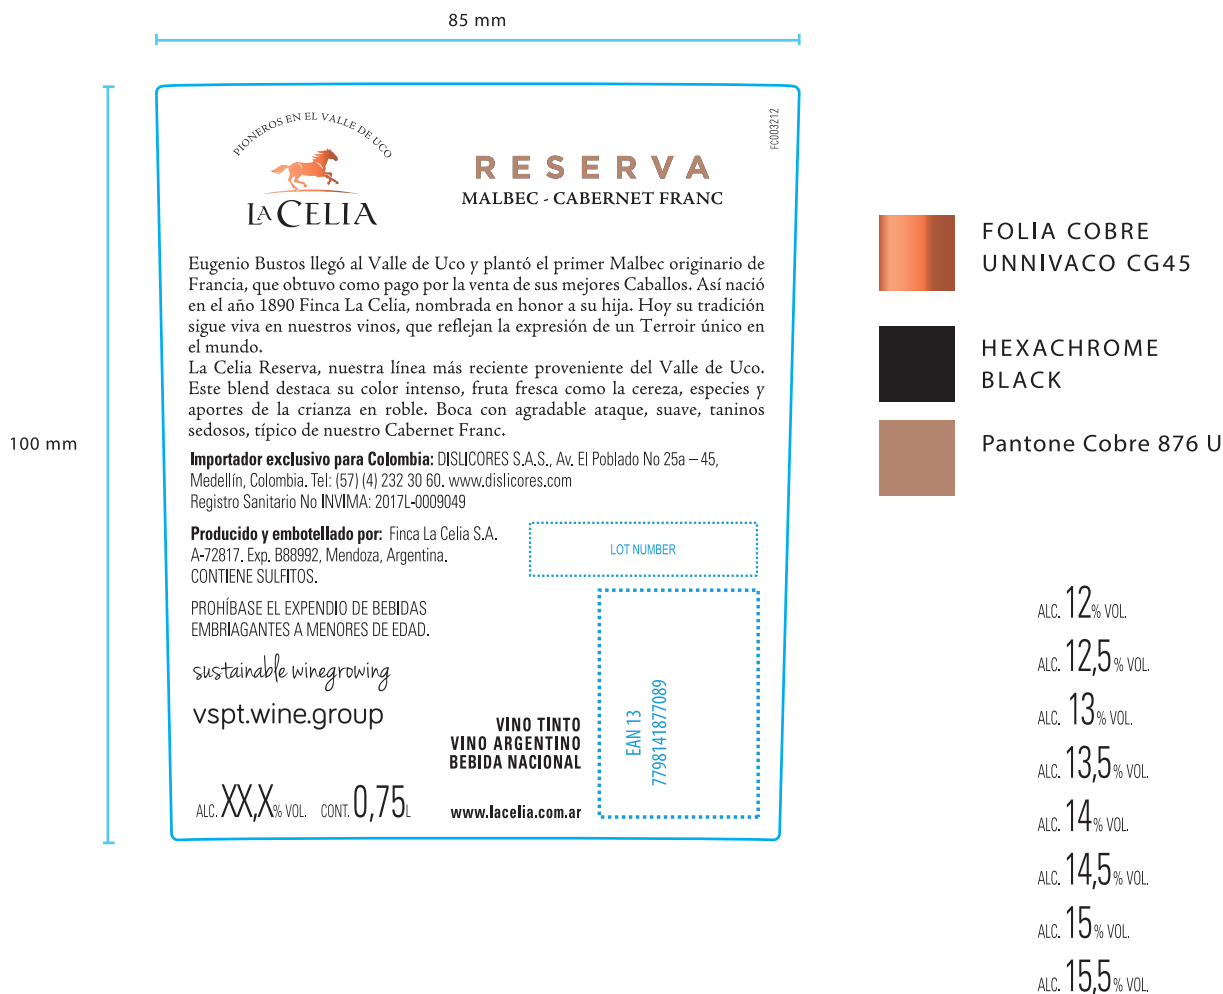 85 mm
100 mm
FC003212
PIONEROS EN EL VALLE DE UCO
LA CELIA
RESERVA
MALBEC - CABERNET FRANC
Eugenio Bustos llegó al Valle de Uco y plantó el primer Malbec originario de
Francia, que obtuvo como pago por la venta de sus mejores Caballos. Así nació
en el año 1890 Finca La Celia, nombrada en honor a su hija. Hoy su tradición
sigue viva en nuestros vinos, que reflejan la expresión de un Terroir único en
el mundo.
La Celia Reserva, nuestra línea más reciente proveniente del Valle de Uco.
Este blend destaca su color intenso, fruta fresca como la cereza, especies y
aportes de la crianza en roble. Boca con agradable ataque, suave, taninos
sedosos, típico de nuestro Cabernet Franc.
Importador exclusivo para Colombia: DISLICORES S.A.S., Av. El Poblado No 25a – 45,
Medellín, Colombia. Tel: (57) (4) 232 30 60. www.dislicores.com
Registro Sanitario No INVIMA: 2017L-0009049
Producido y embotellado por: Finca La Celia S.A.
A-72817. Exp. B88992, Mendoza, Argentina.
CONTIENE SULFITOS.
LOT NUMBER
PROHÍBASE EL EXPENDIO DE BEBIDAS
EMBRIAGANTES A MENORES DE EDAD.
sustainable winegrowing
vspt.wine.group
VINO TINTO
VINO ARGENTINO
BEBIDA NACIONAL
EAN 13
7798141877089
ALC. XX,X% VOL. CONT. 0,75L
www.lacelia.com.ar
FOLIA COBRE
UNNIVACO CG45
HEXACHROME
BLACK
Pantone Cobre 876 U
ALC. 12% VOL.
ALC. 12,5% VOL.
ALC. 13% VOL.
ALC. 13,5% VOL.
ALC. 14% VOL.
ALC. 14,5% VOL.
ALC. 15% VOL.
ALC. 15,5% VOL.